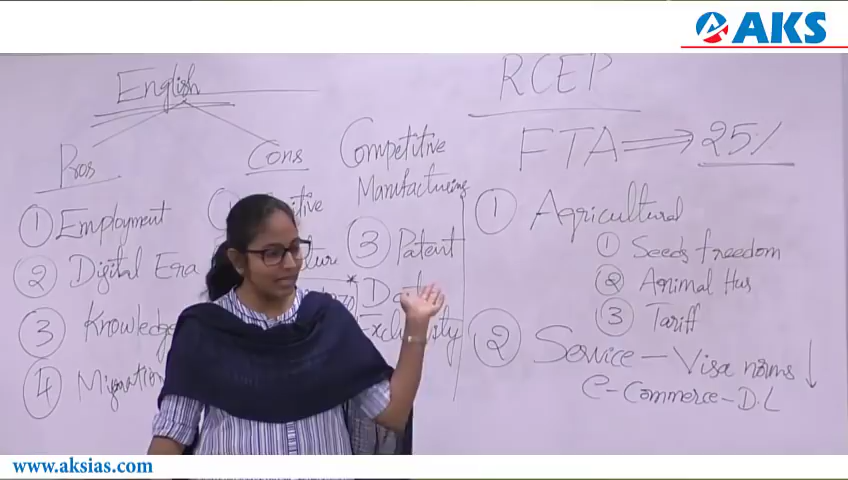 AKS
English
Pros
Cons
① Employment
② Digital Era
③ Knowledge
④ Migration
Competitive
Manufacturing
③ Patent
Exclusivity
RCEP
FTA ⟹ 25%
① Agricultural
① Seeds freedom
② Animal Hus
③ Tariff
② Service - Visa norms ↓
e-Commerce - D.L
www.aksias.com